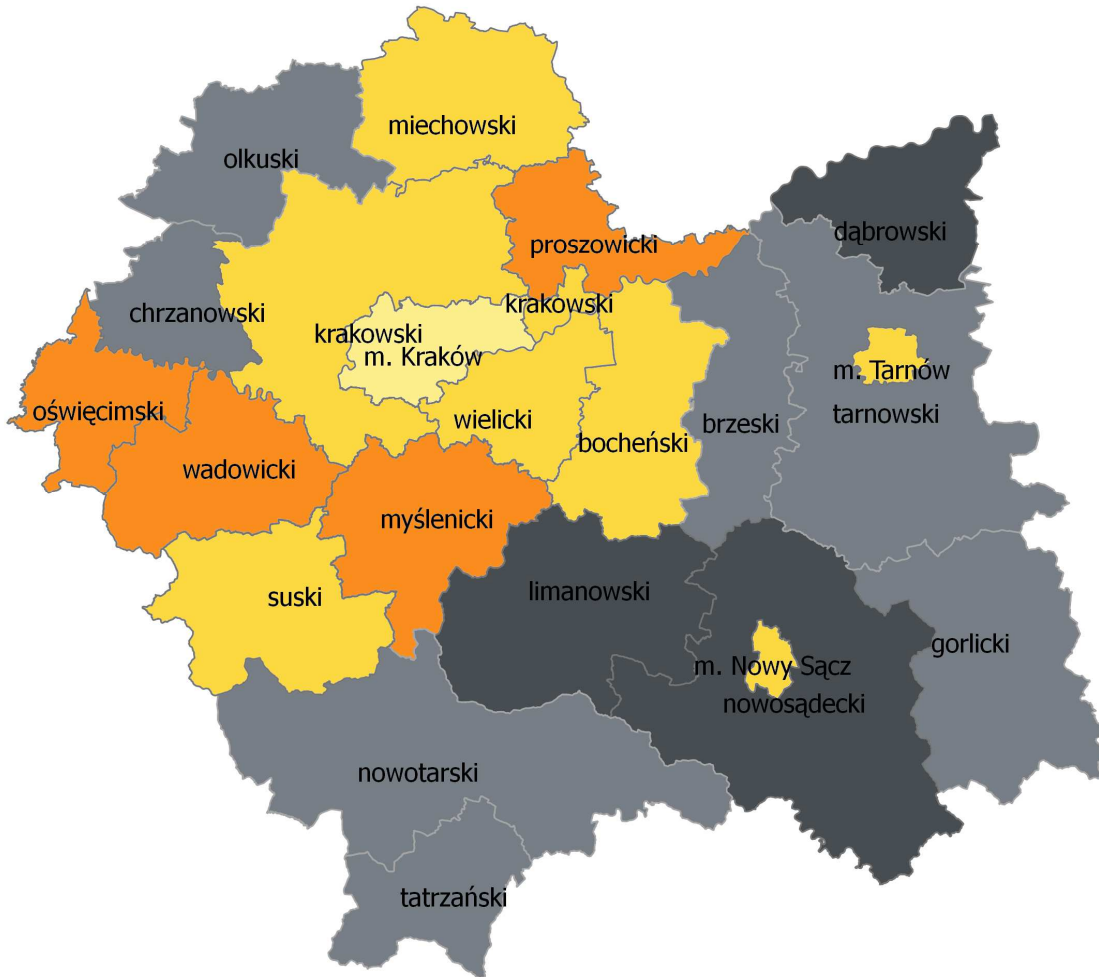 miechowski
olkuski
dąbrowski
proszowicki
krakowski
chrzanowski
krakowski
m. Kraków
m. Tarnów
oświęcimski
tarnowski
wielicki
brzeski
bocheński
wadowicki
myślenicki
limanowski
suski
gorlicki
m. Nowy Sącz
nowosądecki
nowotarski
tatrzański